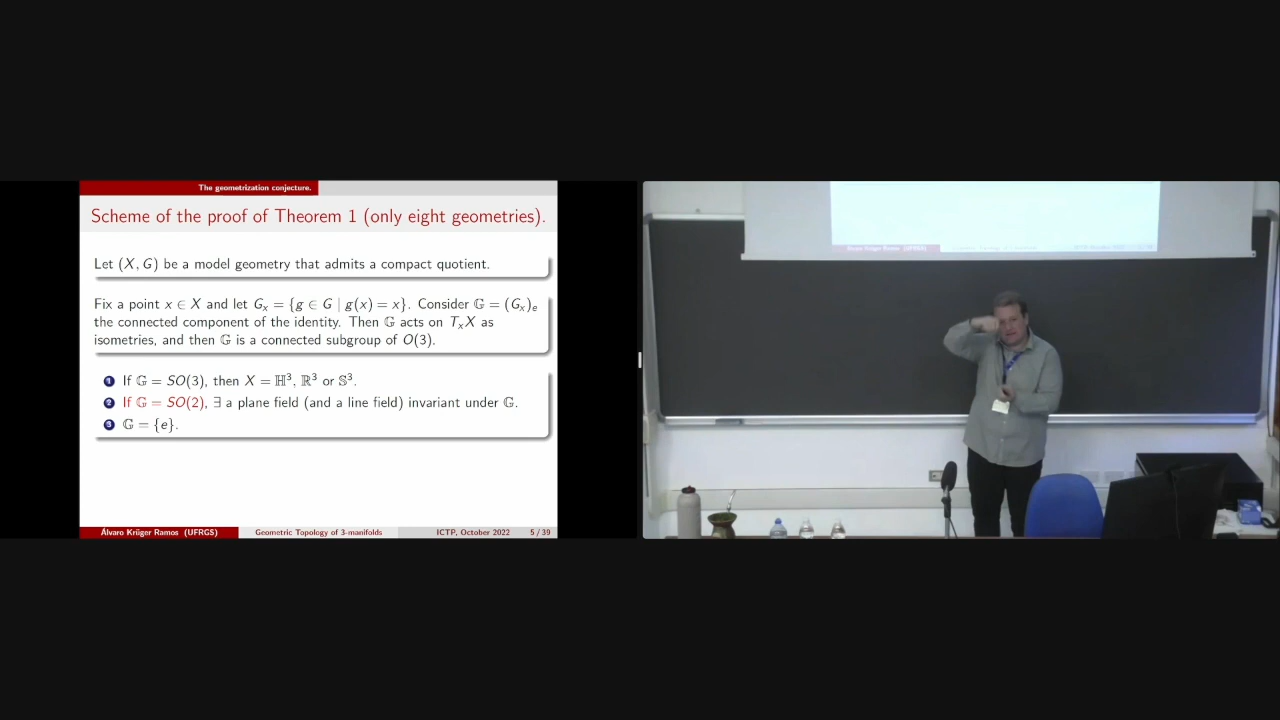 The geometrization conjecture.
Scheme of the proof of Theorem 1 (only eight geometries).
Let (X, G) be a model geometry that admits a compact quotient.
Fix a point x ∈ X and let Gₓ = {g ∈ G | g(x) = x}. Consider 𝔾 = (Gₓ)ₑ
the connected component of the identity. Then 𝔾 acts on TₓX as
isometries, and then 𝔾 is a connected subgroup of O(3).
1 If 𝔾 = SO(3), then X = ℍ³, ℝ³ or 𝕊³.
2 If 𝔾 = SO(2), ∃ a plane field (and a line field) invariant under 𝔾.
3 𝔾 = {e}.
Álvaro Krüger Ramos (UFRGS) Geometric Topology of 3-manifolds ICTP, October 2022 5 / 39